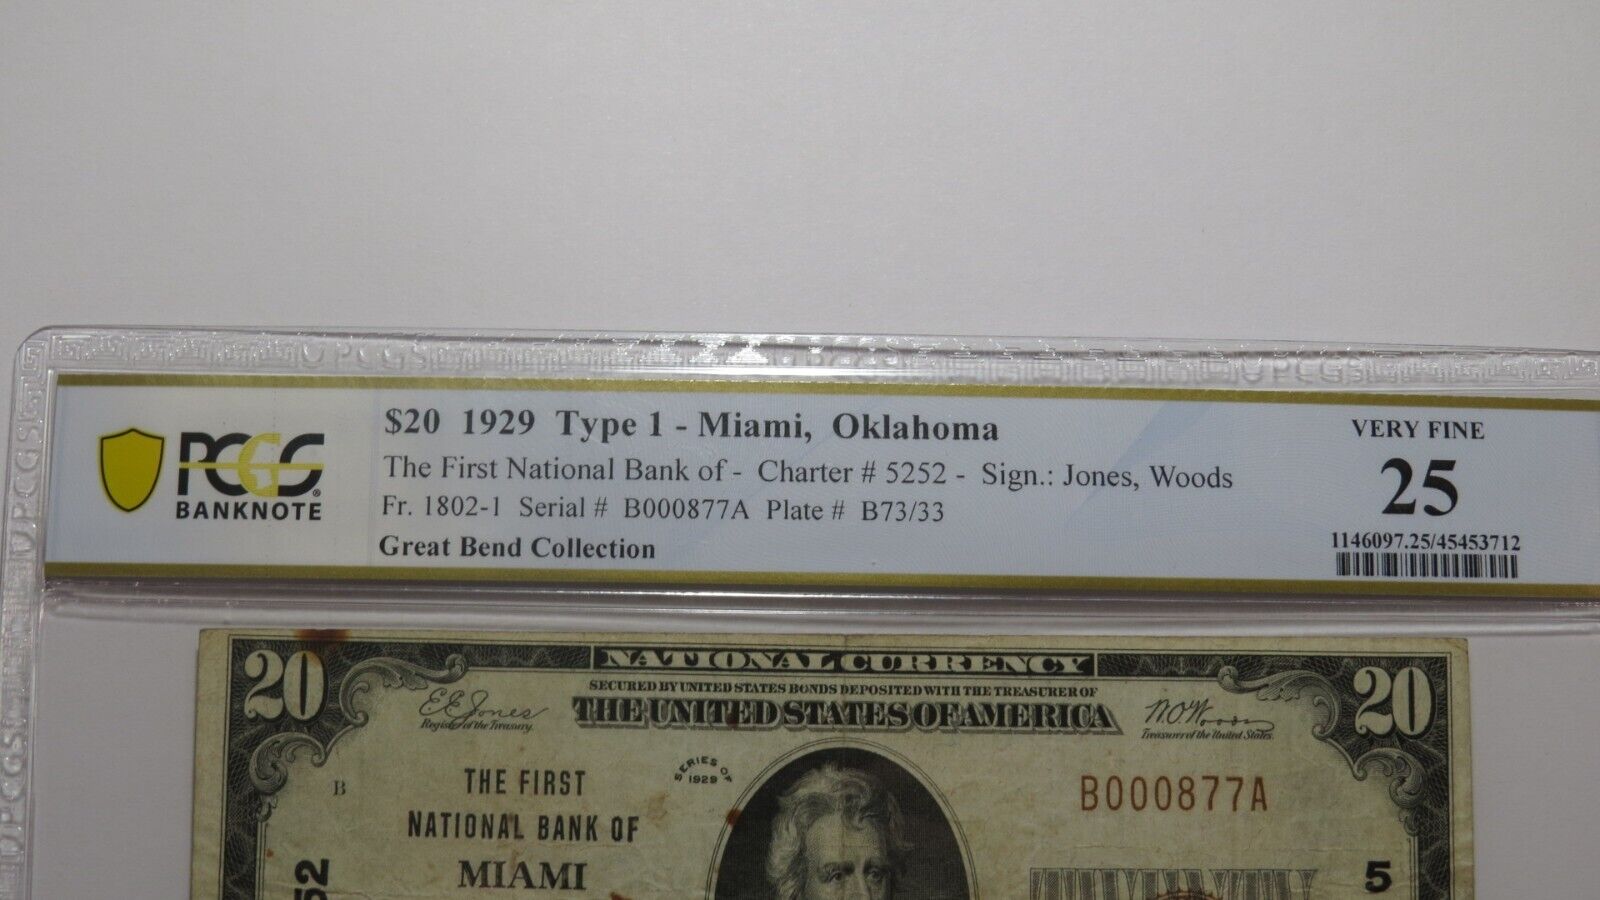 $20 1929 Type 1 - Miami, Oklahoma
The First National Bank of - Charter # 5252 - Sign.: Jones, Woods
Fr. 1802-1 Serial # B000877A Plate # B73/33
Great Bend Collection
PCGS
BANKNOTE
VERY FINE
25
1146097.25/45453712
20
NATIONAL CURRENCY
SECURED BY UNITED STATES BONDS DEPOSITED WITH THE TREASURER OF
THE UNITED STATES OF AMERICA
20
E.E. Jones
Register of the Treasury.
W.O. Woods
Treasurer of the United States.
B
THE FIRST
NATIONAL BANK OF
MIAMI
SERIES OF
1929
B000877A
52
5